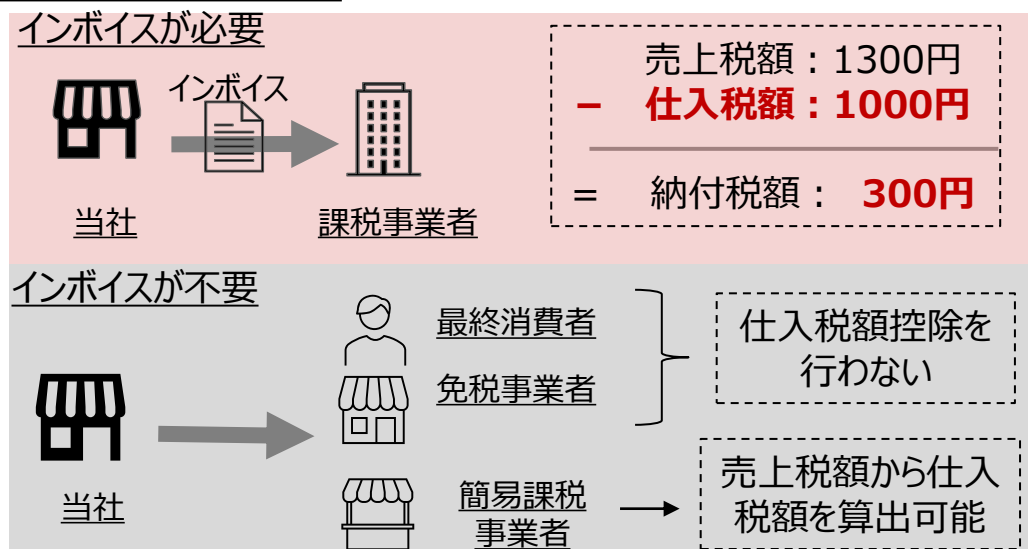 インボイスが必要
インボイス
当社
課税事業者
売上税額：1300円
－ 仕入税額：1000円
＝ 納付税額： 300円
インボイスが不要
当社
最終消費者
免税事業者
仕入税額控除を
行わない
簡易課税
事業者
売上税額から仕入
税額を算出可能